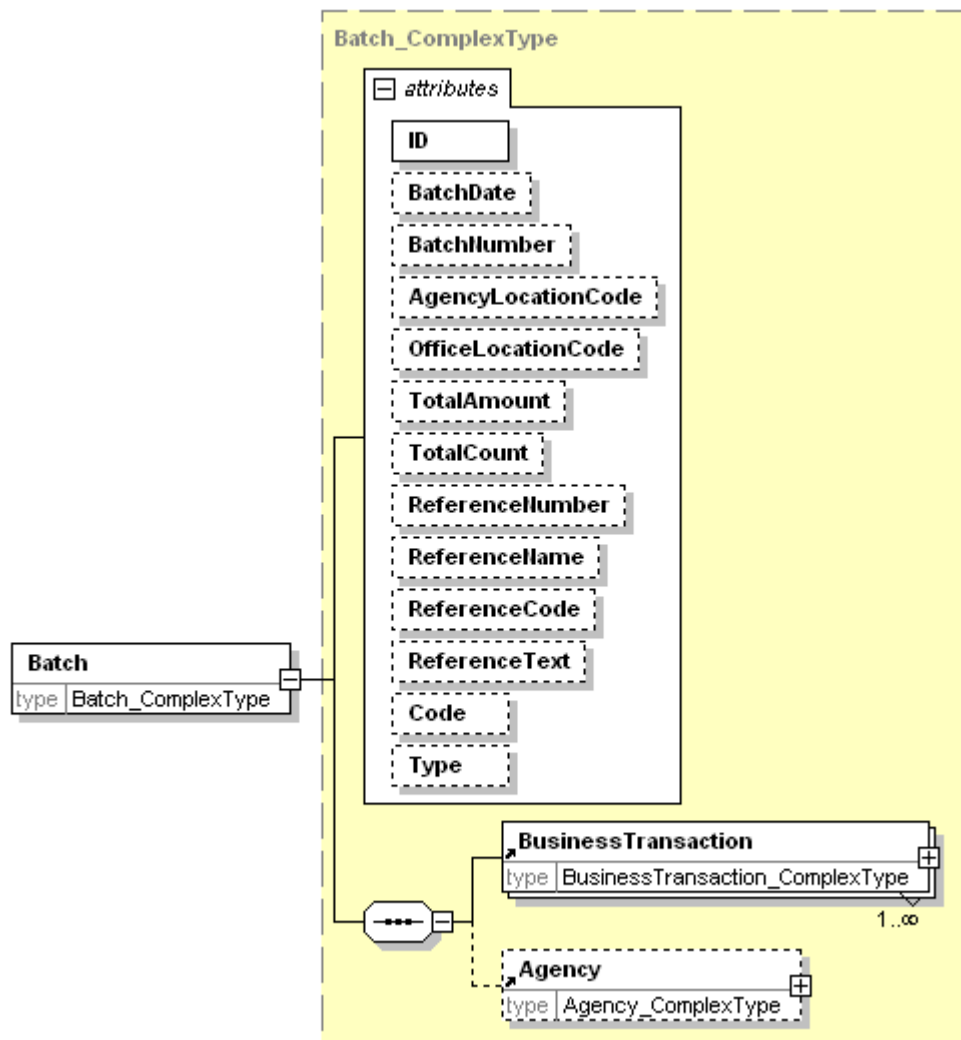 Batch_ComplexType
attributes
ID
BatchDate
BatchNumber
AgencyLocationCode
OfficeLocationCode
TotalAmount
TotalCount
ReferenceNumber
ReferenceName
ReferenceCode
ReferenceText
Code
Type
Batch
type Batch_ComplexType
BusinessTransaction
type BusinessTransaction_ComplexType
1..∞
Agency
type Agency_ComplexType